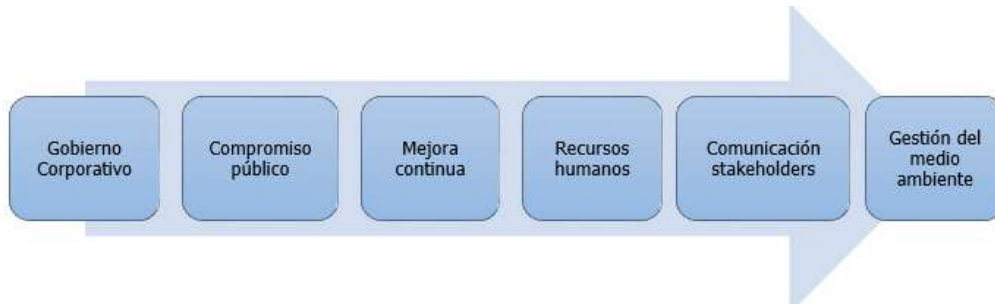 Gobierno
Corporativo
Compromiso
público
Mejora
continua
Recursos
humanos
Comunicación
stakeholders
Gestión del
medio
ambiente